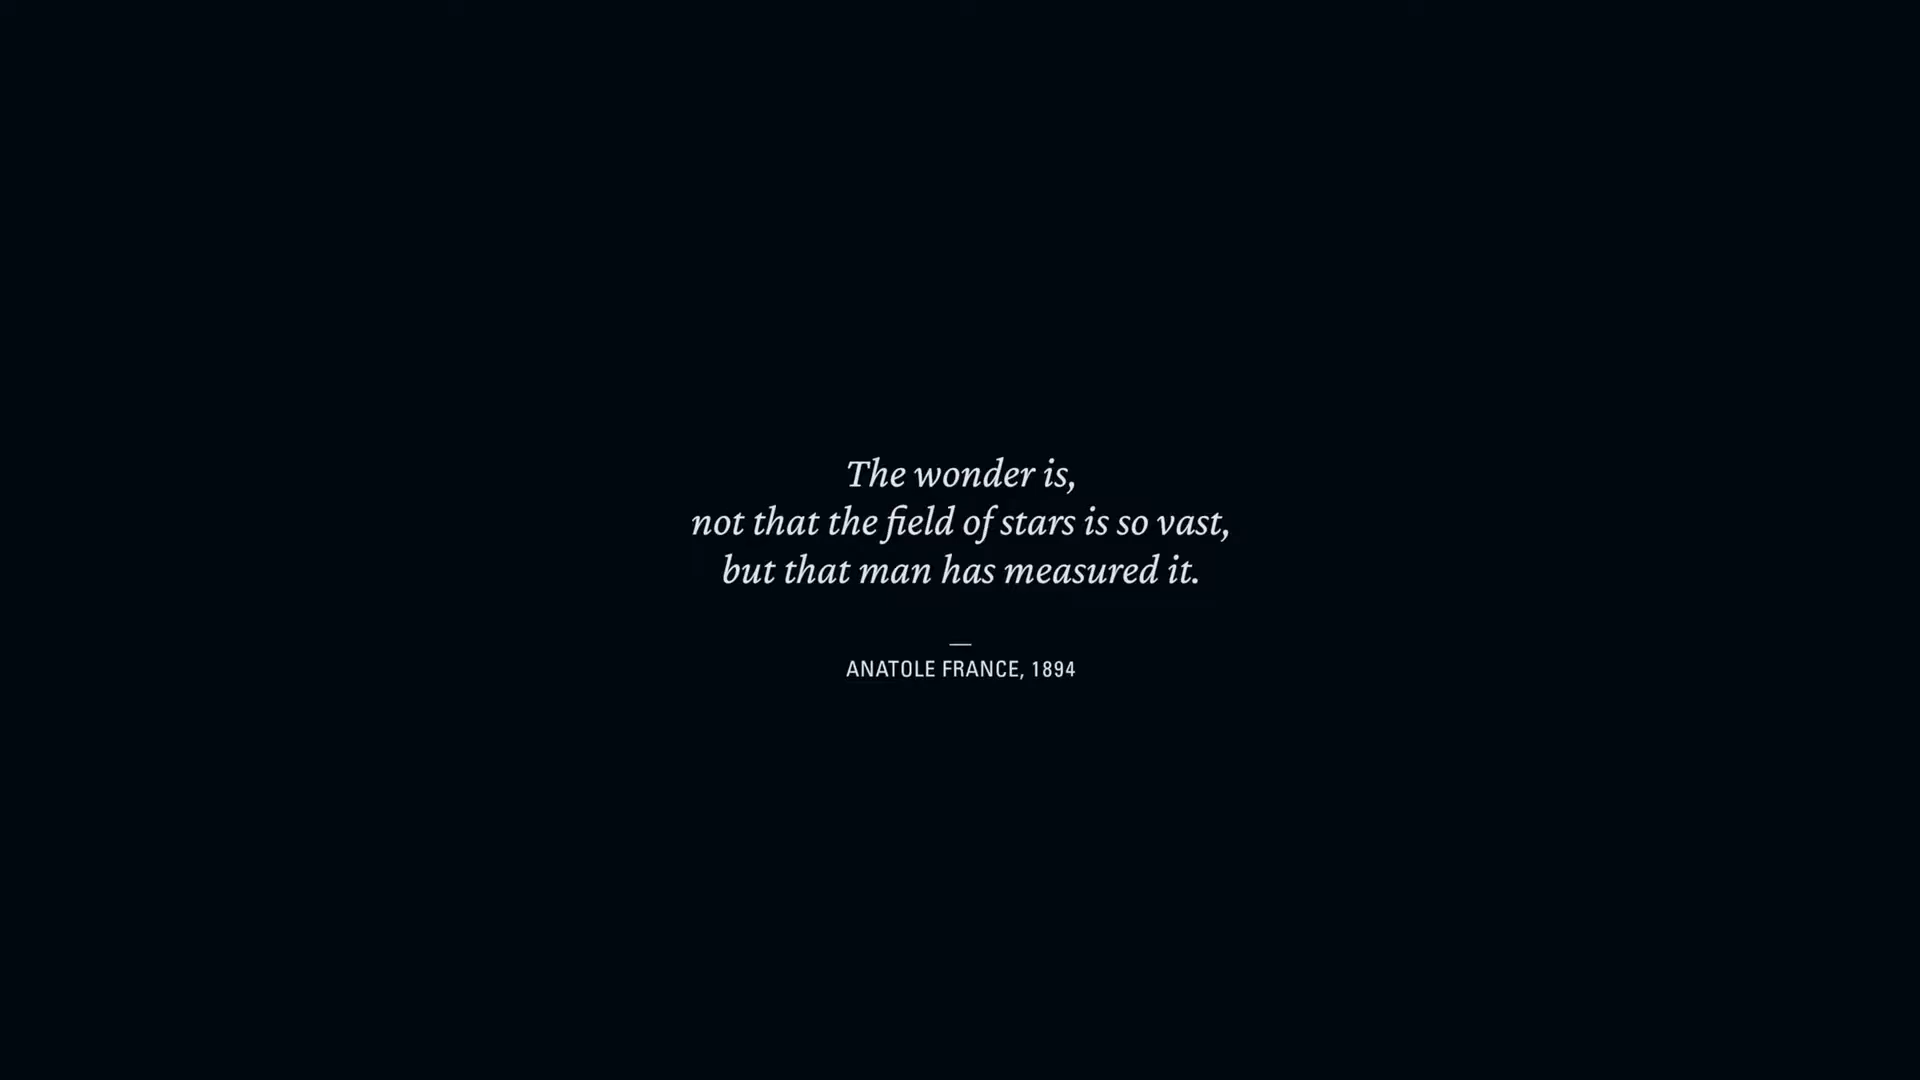 The wonder is,
not that the field of stars is so vast,
but that man has measured it.
—
ANATOLE FRANCE, 1894